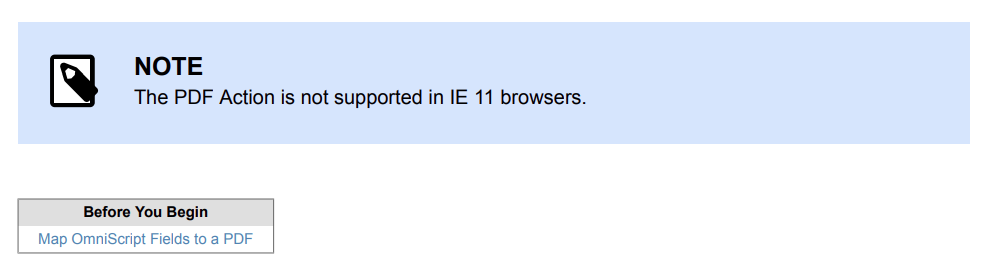 NOTE
The PDF Action is not supported in IE 11 browsers.
Before You Begin
Map OmniScript Fields to a PDF